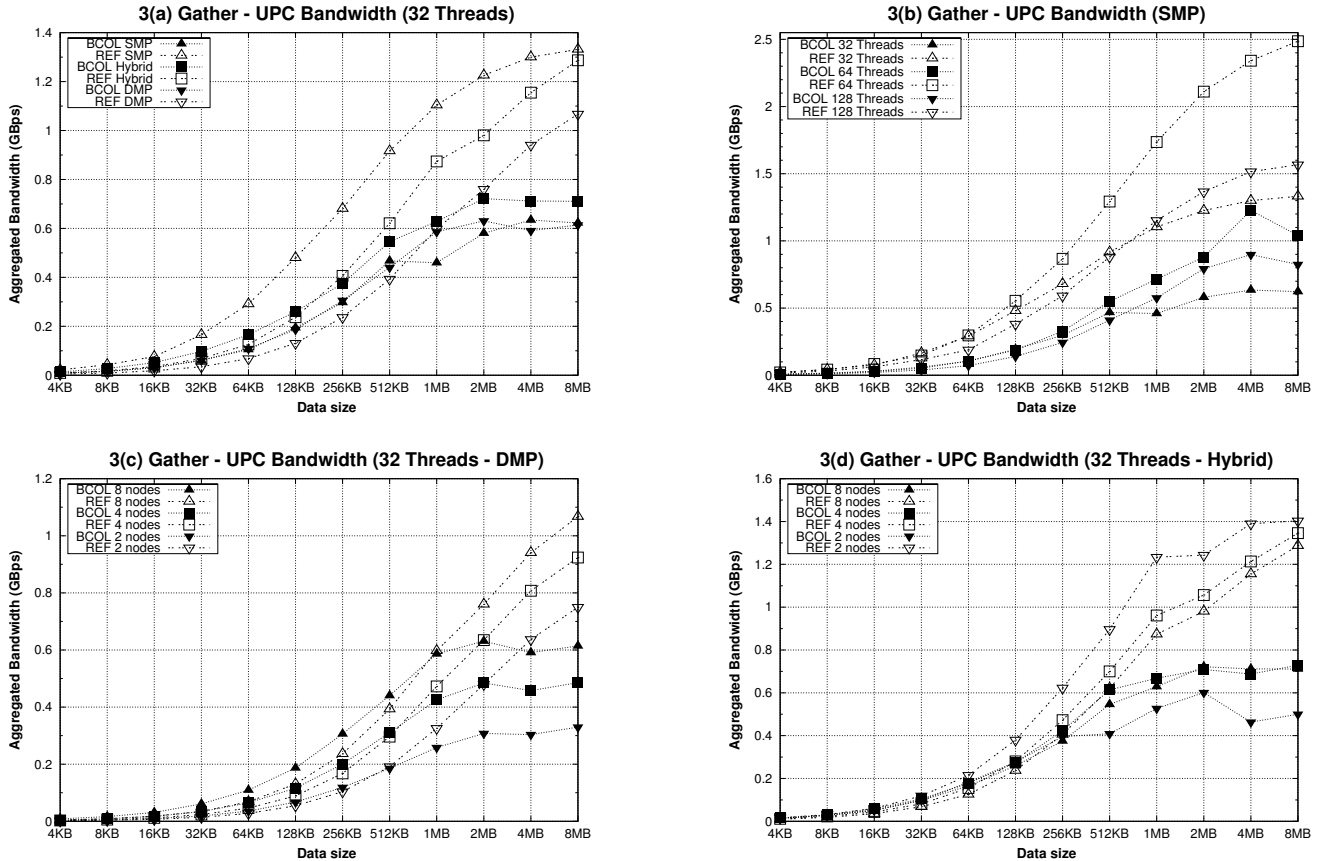 3(a) Gather - UPC Bandwidth (32 Threads)
1.4
1.2
1
0.8
0.6
0.4
0.2
0
Aggregated Bandwidth (GBps)
BCOL SMP
REF SMP
BCOL Hybrid
REF Hybrid
BCOL DMP
REF DMP
4KB 8KB 16KB 32KB 64KB 128KB 256KB 512KB 1MB 2MB 4MB 8MB
Data size
3(b) Gather - UPC Bandwidth (SMP)
2.5
2
1.5
1
0.5
0
Aggregated Bandwidth (GBps)
BCOL 32 Threads
REF 32 Threads
BCOL 64 Threads
REF 64 Threads
BCOL 128 Threads
REF 128 Threads
4KB 8KB 16KB 32KB 64KB 128KB 256KB 512KB 1MB 2MB 4MB 8MB
Data size
3(c) Gather - UPC Bandwidth (32 Threads - DMP)
1.2
1
0.8
0.6
0.4
0.2
0
Aggregated Bandwidth (GBps)
BCOL 8 nodes
REF 8 nodes
BCOL 4 nodes
REF 4 nodes
BCOL 2 nodes
REF 2 nodes
4KB 8KB 16KB 32KB 64KB 128KB 256KB 512KB 1MB 2MB 4MB 8MB
Data size
3(d) Gather - UPC Bandwidth (32 Threads - Hybrid)
1.6
1.4
1.2
1
0.8
0.6
0.4
0.2
0
Aggregated Bandwidth (GBps)
BCOL 8 nodes
REF 8 nodes
BCOL 4 nodes
REF 4 nodes
BCOL 2 nodes
REF 2 nodes
4KB 8KB 16KB 32KB 64KB 128KB 256KB 512KB 1MB 2MB 4MB 8MB
Data size